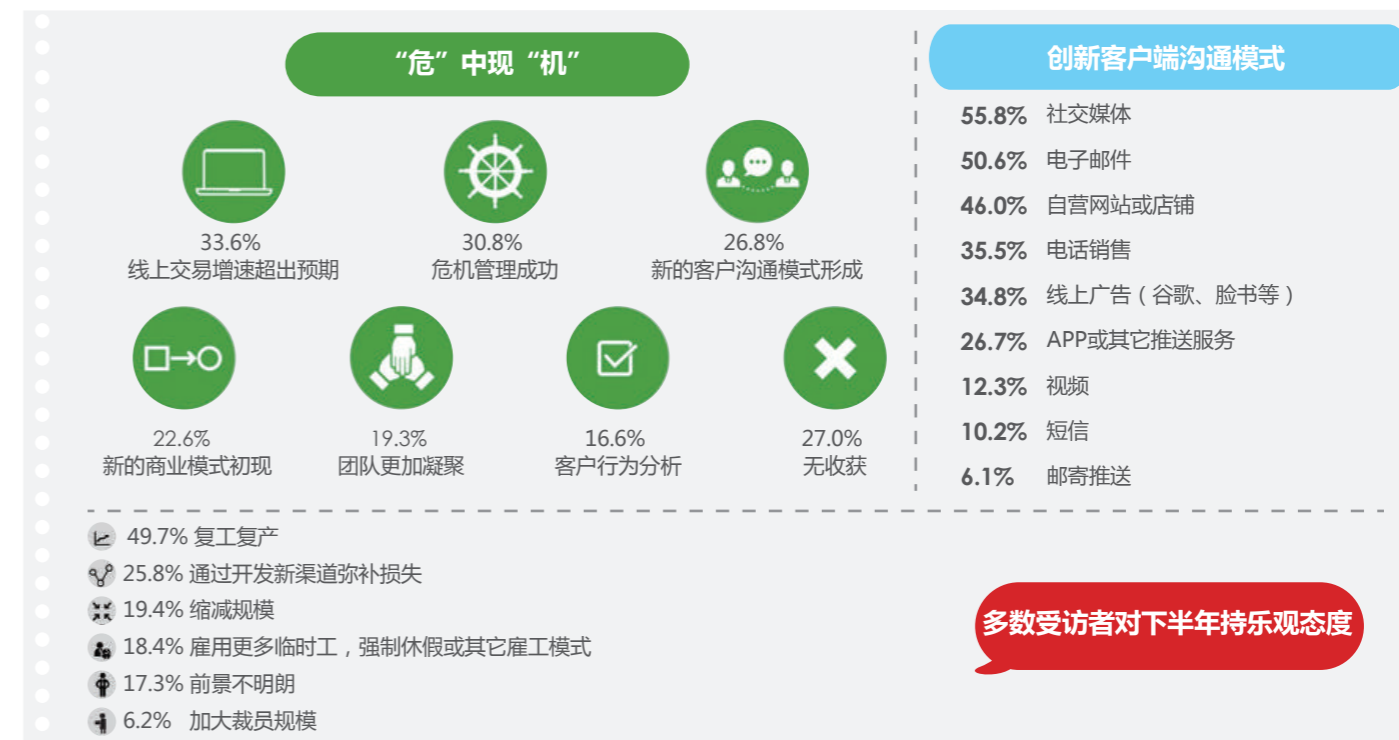 “危”中现“机”
33.6%
线上交易增速超出预期
30.8%
危机管理成功
26.8%
新的客户沟通模式形成
22.6%
新的商业模式初现
19.3%
团队更加凝聚
16.6%
客户行为分析
27.0%
无收获
创新客户端沟通模式
55.8% 社交媒体
50.6% 电子邮件
46.0% 自营网站或店铺
35.5% 电话销售
34.8% 线上广告（谷歌、脸书等）
26.7% APP或其它推送服务
12.3% 视频
10.2% 短信
6.1% 邮寄推送
49.7% 复工复产
25.8% 通过开发新渠道弥补损失
19.4% 缩减规模
18.4% 雇用更多临时工，强制休假或其它雇工模式
17.3% 前景不明朗
6.2% 加大裁员规模
多数受访者对下半年持乐观态度